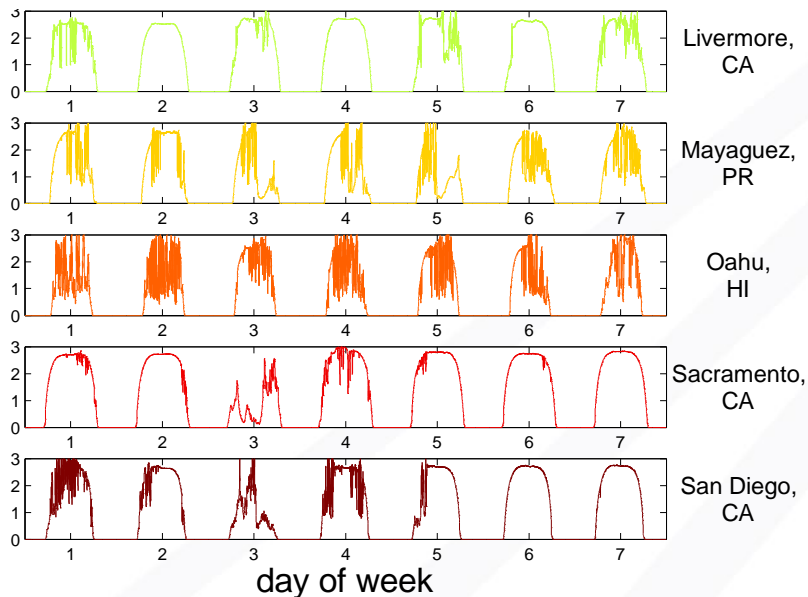 3
2
1
0
1 2 3 4 5 6 7
Livermore,
CA
3
2
1
0
1 2 3 4 5 6 7
Mayaguez,
PR
3
2
1
0
1 2 3 4 5 6 7
Oahu,
HI
3
2
1
0
1 2 3 4 5 6 7
Sacramento,
CA
3
2
1
0
1 2 3 4 5 6 7
San Diego,
CA
day of week